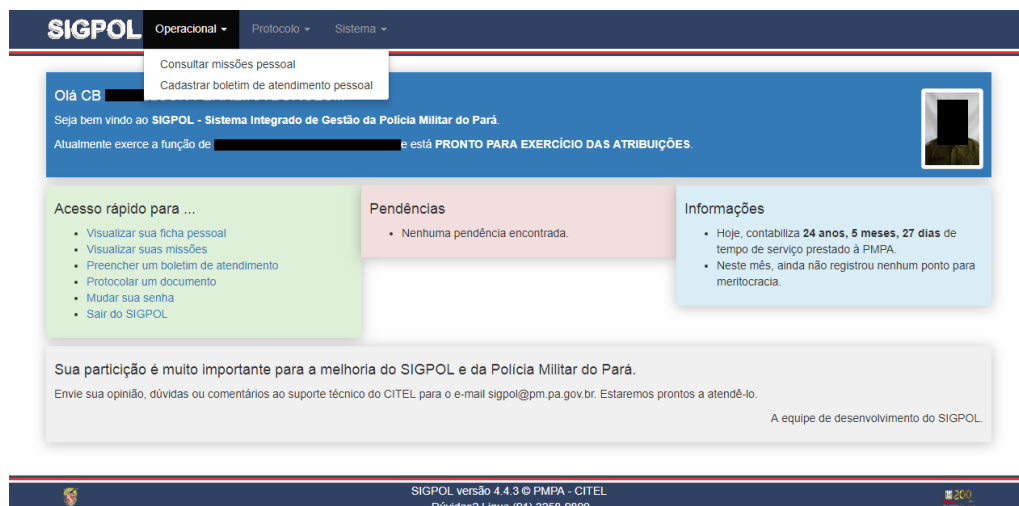 SIGPOL Operacional Protocolo Sistema
Consultar missões pessoal
Cadastrar boletim de atendimento pessoal
Olá CB
Seja bem vindo ao SIGPOL - Sistema Integrado de Gestão da Polícia Militar do Pará.
Atualmente exerce a função de e está PRONTO PARA EXERCÍCIO DAS ATRIBUIÇÕES.
Acesso rápido para ...
Visualizar sua ficha pessoal
Visualizar suas missões
Preencher um boletim de atendimento
Protocolar um documento
Mudar sua senha
Sair do SIGPOL
Pendências
Nenhuma pendência encontrada.
Informações
Hoje, contabiliza 24 anos, 5 meses, 27 dias de
tempo de serviço prestado à PMPA.
Neste mês, ainda não registrou nenhum ponto para
meritocracia.
Sua particição é muito importante para a melhoria do SIGPOL e da Polícia Militar do Pará.
Envie sua opinião, dúvidas ou comentários ao suporte técnico do CITEL para o e-mail sigpol@pm.pa.gov.br. Estaremos prontos a atendê-lo.
A equipe de desenvolvimento do SIGPOL.
SIGPOL versão 4.4.3 © PMPA - CITEL
200